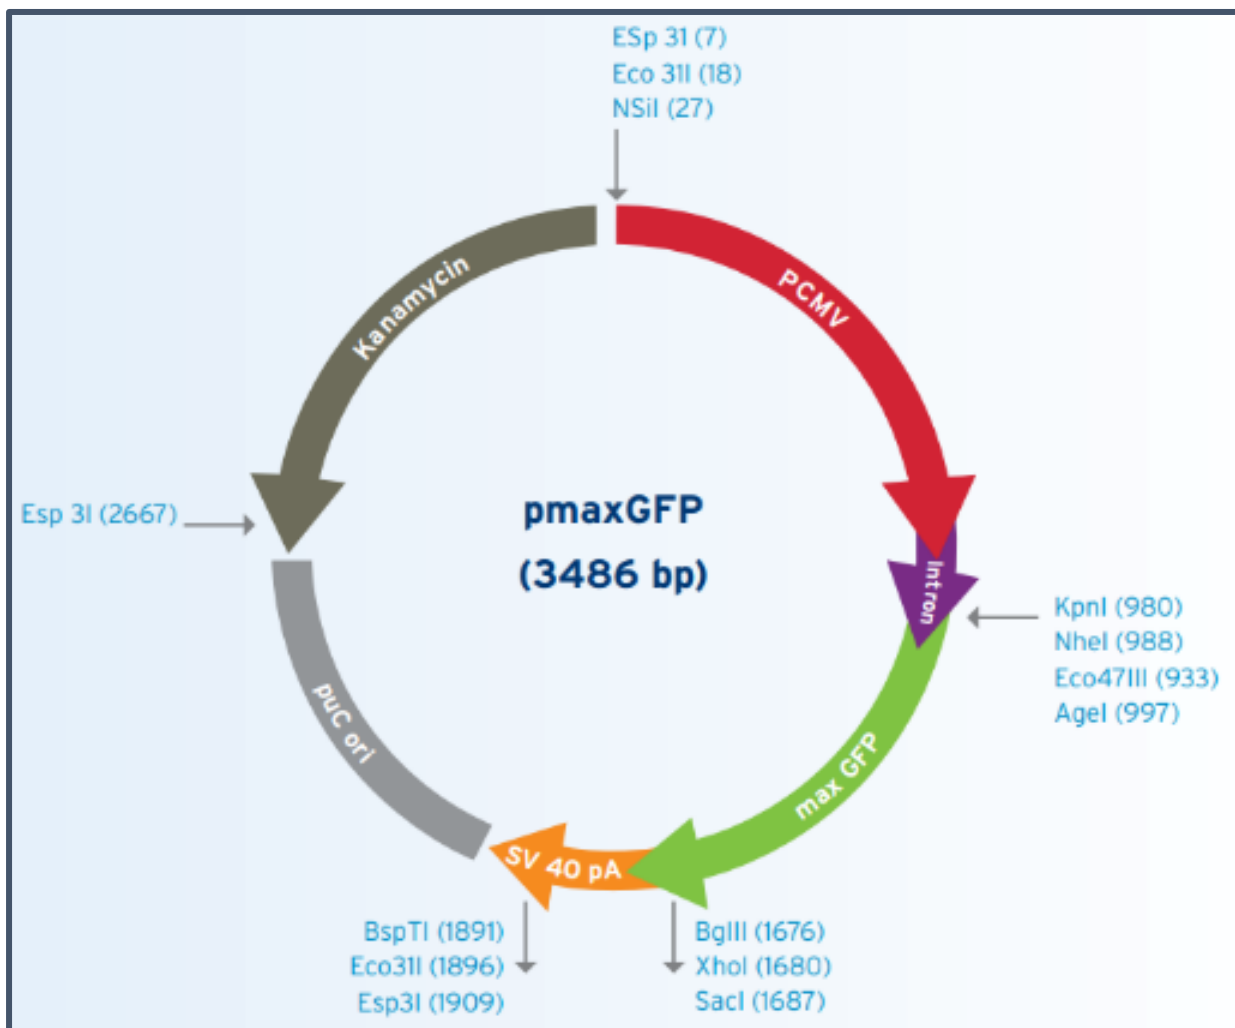 ESp 31 (7)
Eco 31I (18)
NSiI (27)
Kanamycin
PCMV
Esp 3I (2667)
pmaxGFP
(3486 bp)
Intron
KpnI (980)
NheI (988)
Eco47III (933)
AgeI (997)
puC ori
max GFP
SV 40 pA
BspTI (1891)
Eco31I (1896)
Esp3I (1909)
BglII (1676)
XhoI (1680)
SacI (1687)